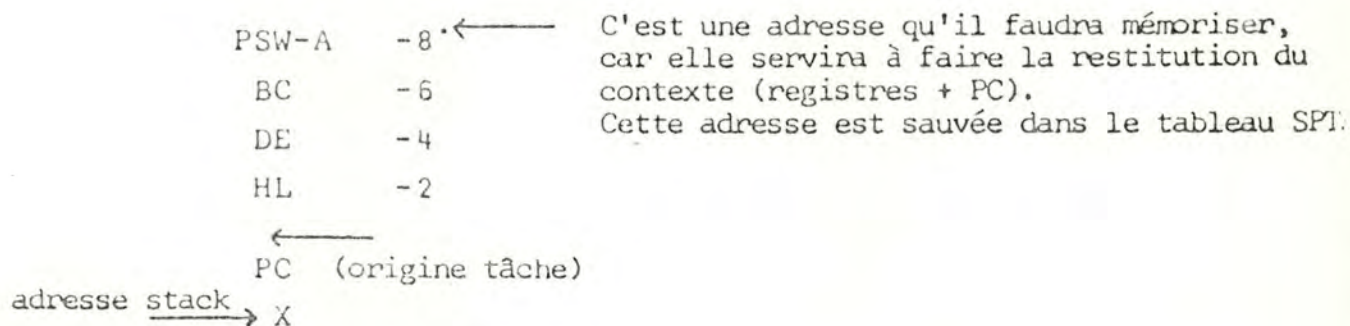 PSW-A -8 C'est une adresse qu'il faudra mémoriser,
car elle servira à faire la restitution du
BC -6 contexte (registres + PC).
DE -4 Cette adresse est sauvée dans le tableau SPT.
HL -2
PC (origine tâche)
adresse stack X